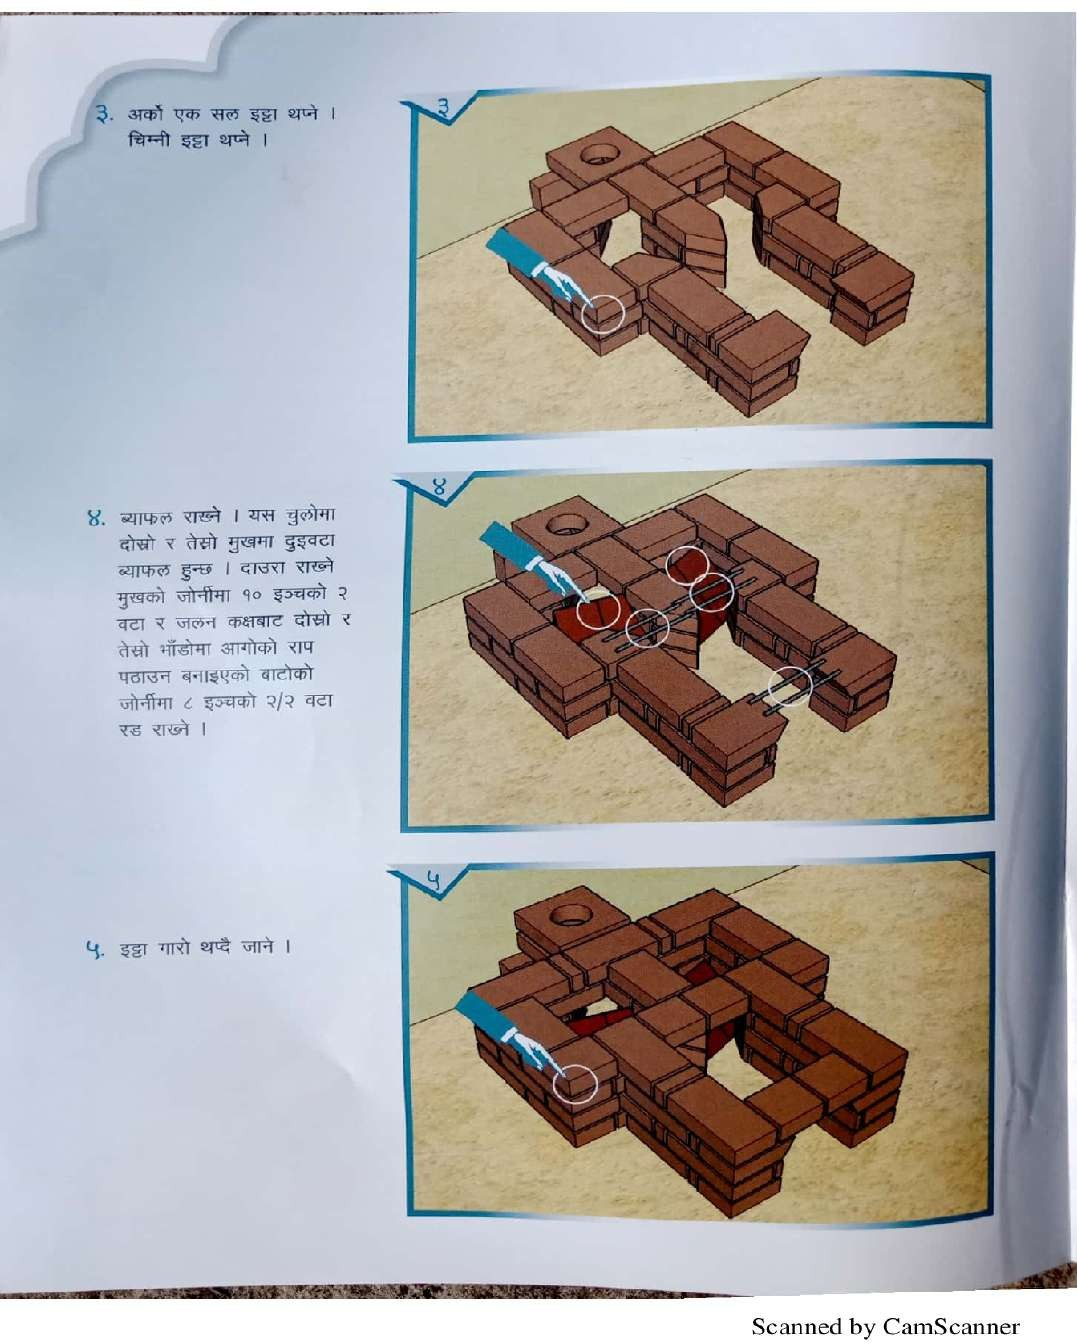 ३. अर्को एक सल इट्टा थप्ने ।
चिम्नी इट्टा थप्ने ।
३
४. ब्याफल राख्ने । यस चुलोमा
दोस्रो र तेस्रो मुखमा दुइवटा
ब्याफल हुन्छ । दाउरा राख्ने
मुखको जोर्नीमा १० इञ्चको २
वटा र जलन कक्षबाट दोस्रो र
तेस्रो भाँडोमा आगोको राप
पठाउन बनाइएको बाटोको
जोर्नीमा ८ इञ्चको २/२ वटा
रड राख्ने ।
४
५. इट्टा गारो थप्दै जाने ।
५
Scanned by CamScanner